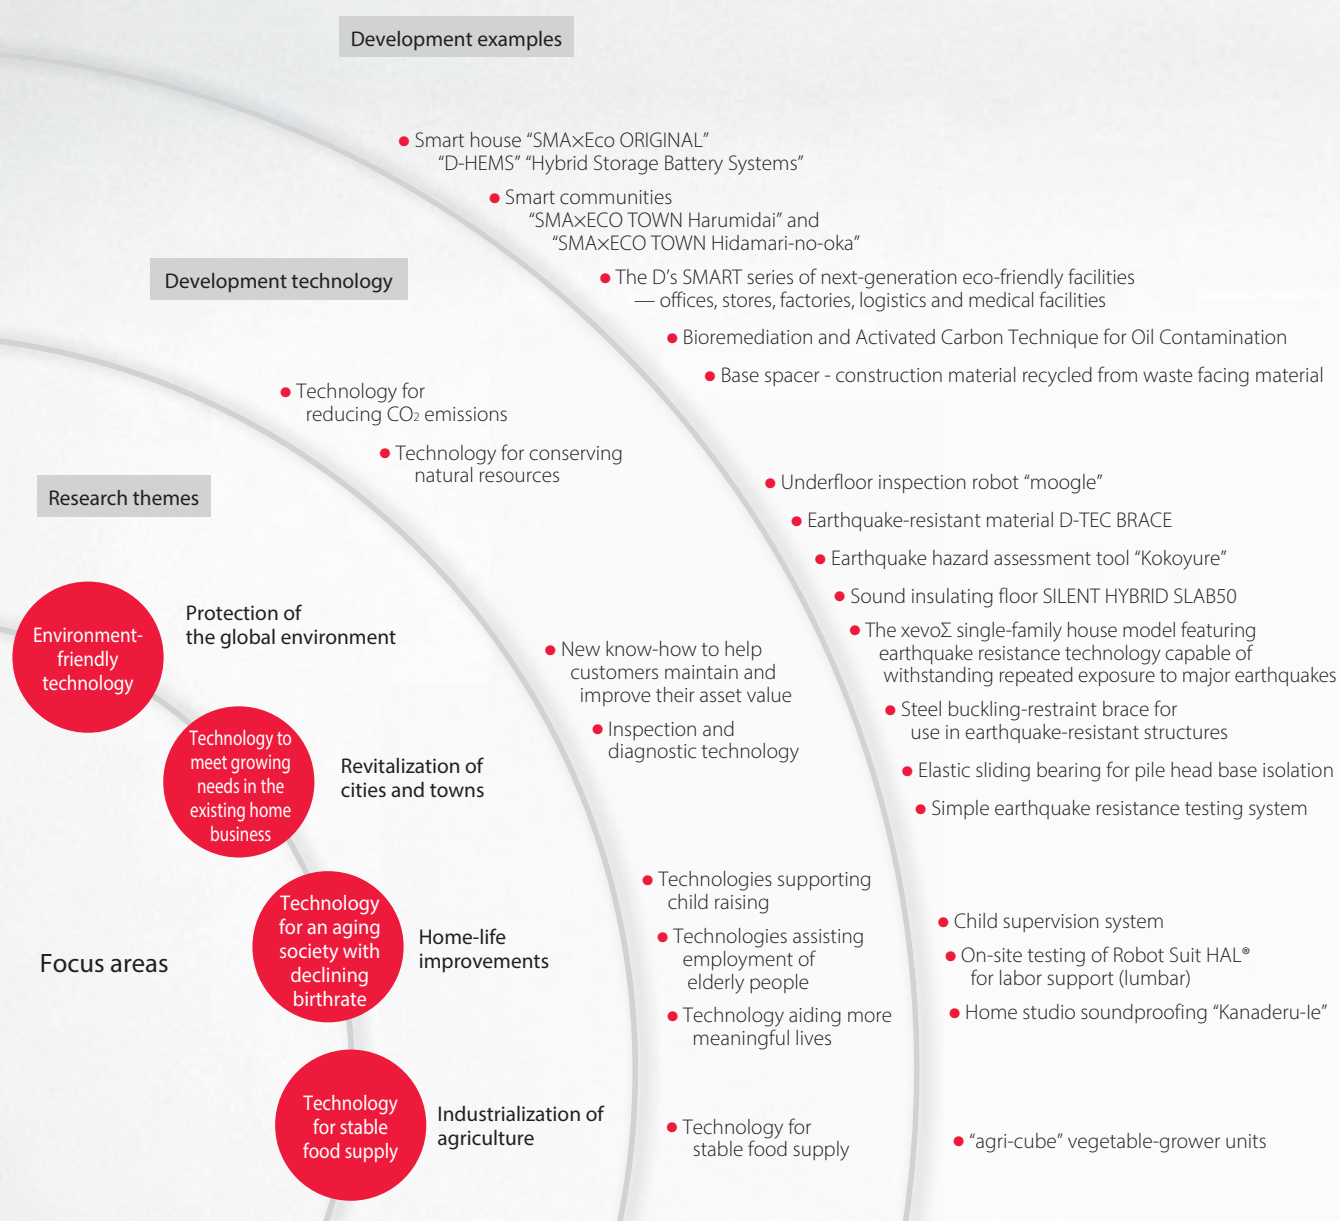 Development examples
● Smart house “SMA×Eco ORIGINAL”
“D-HEMS” “Hybrid Storage Battery Systems”
● Smart communities
“SMA×ECO TOWN Harumidai” and
“SMA×ECO TOWN Hidamari-no-oka”
● The D’s SMART series of next-generation eco-friendly facilities
— offices, stores, factories, logistics and medical facilities
● Bioremediation and Activated Carbon Technique for Oil Contamination
● Base spacer - construction material recycled from waste facing material
● Underfloor inspection robot “moogle”
● Earthquake-resistant material D-TEC BRACE
● Earthquake hazard assessment tool “Kokoyure”
● Sound insulating floor SILENT HYBRID SLAB50
● The xevoΣ single-family house model featuring
earthquake resistance technology capable of
withstanding repeated exposure to major earthquakes
● Steel buckling-restraint brace for
use in earthquake-resistant structures
● Elastic sliding bearing for pile head base isolation
● Simple earthquake resistance testing system
● Child supervision system
● On-site testing of Robot Suit HAL®
for labor support (lumbar)
● Home studio soundproofing “Kanaderu-le”
● “agri-cube” vegetable-grower units
Development technology
● Technology for
reducing CO₂ emissions
● Technology for conserving
natural resources
● New know-how to help
customers maintain and
improve their asset value
● Inspection and
diagnostic technology
● Technologies supporting
child raising
● Technologies assisting
employment of
elderly people
● Technology aiding more
meaningful lives
● Technology for
stable food supply
Research themes
Protection of
the global environment
Revitalization of
cities and towns
Home-life
improvements
Industrialization of
agriculture
Focus areas
Environment-
friendly
technology
Technology to
meet growing
needs in the
existing home
business
Technology
for an aging
society with
declining
birthrate
Technology
for stable
food supply